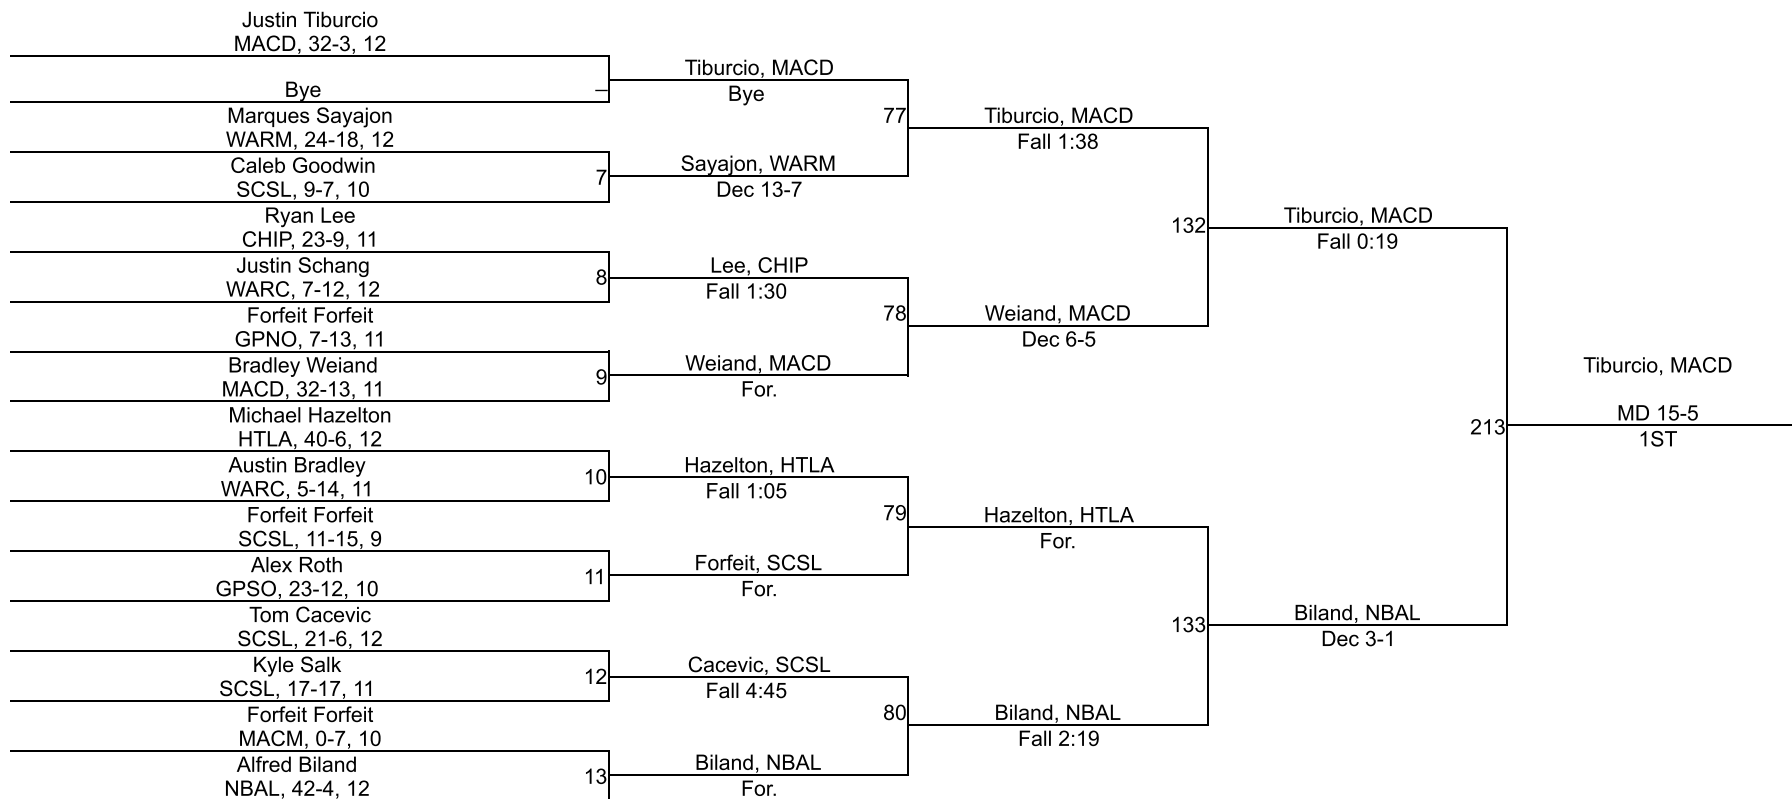 Justin Tiburcio
MACD, 32-3, 12
Bye
–
Marques Sayajon
WARM, 24-18, 12
Caleb Goodwin
SCSL, 9-7, 10
7
Ryan Lee
CHIP, 23-9, 11
Justin Schang
WARC, 7-12, 12
8
Forfeit Forfeit
GPNO, 7-13, 11
Bradley Weiand
MACD, 32-13, 11
9
Michael Hazelton
HTLA, 40-6, 12
Austin Bradley
WARC, 5-14, 11
10
Forfeit Forfeit
SCSL, 11-15, 9
Alex Roth
GPSO, 23-12, 10
11
Tom Cacevic
SCSL, 21-6, 12
Kyle Salk
SCSL, 17-17, 11
12
Forfeit Forfeit
MACM, 0-7, 10
Alfred Biland
NBAL, 42-4, 12
13
Tiburcio, MACD
Bye
77
Sayajon, WARM
Dec 13-7
Lee, CHIP
Fall 1:30
78
Weiand, MACD
For.
Hazelton, HTLA
Fall 1:05
79
Forfeit, SCSL
For.
Cacevic, SCSL
Fall 4:45
80
Biland, NBAL
For.
Tiburcio, MACD
Fall 1:38
132
Weiand, MACD
Dec 6-5
Hazelton, HTLA
For.
133
Biland, NBAL
Fall 2:19
Tiburcio, MACD
Fall 0:19
213
Biland, NBAL
Dec 3-1
Tiburcio, MACD
MD 15-5
1ST